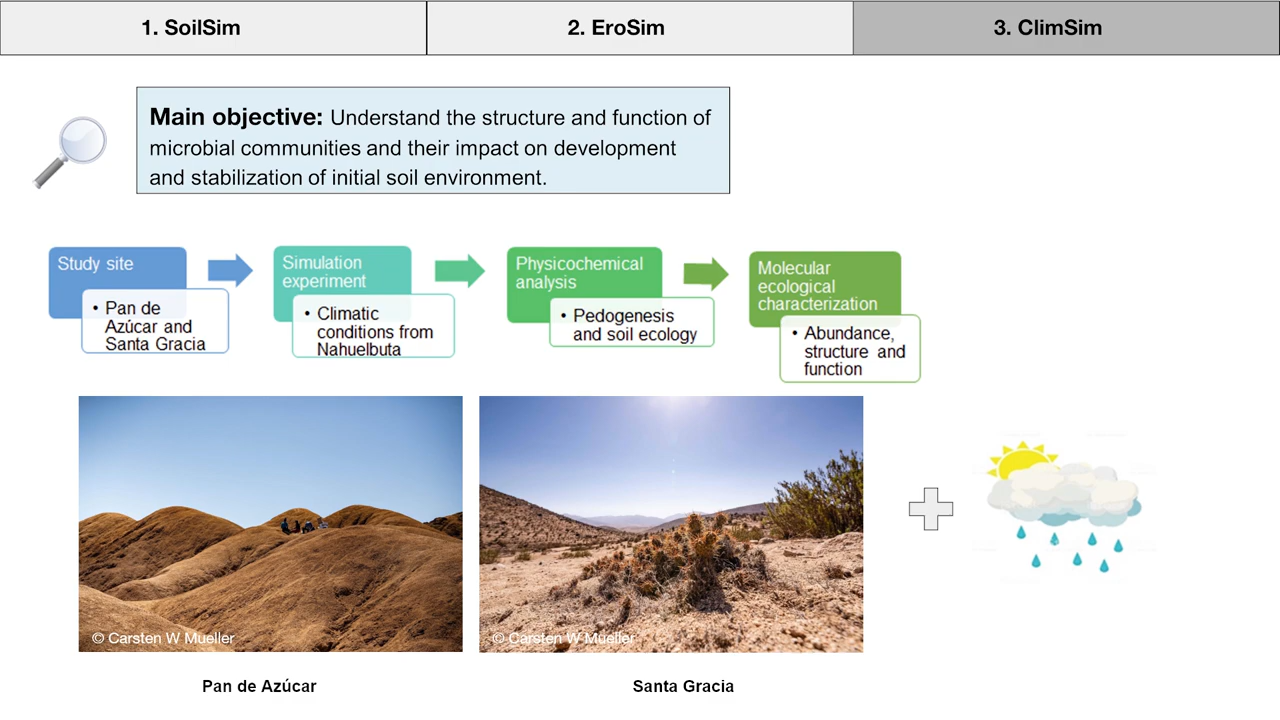 1. SoilSim
2. EroSim
3. ClimSim
Main objective: Understand the structure and function of
microbial communities and their impact on development
and stabilization of initial soil environment.
Study site
• Pan de
Azúcar and
Santa Gracia
Simulation
experiment
• Climatic
conditions from
Nahuelbuta
Physicochemical
analysis
• Pedogenesis
and soil ecology
Molecular
ecological
characterization
• Abundance,
structure and
function
© Carsten W Mueller
© Carsten W Mueller
Pan de Azúcar
Santa Gracia